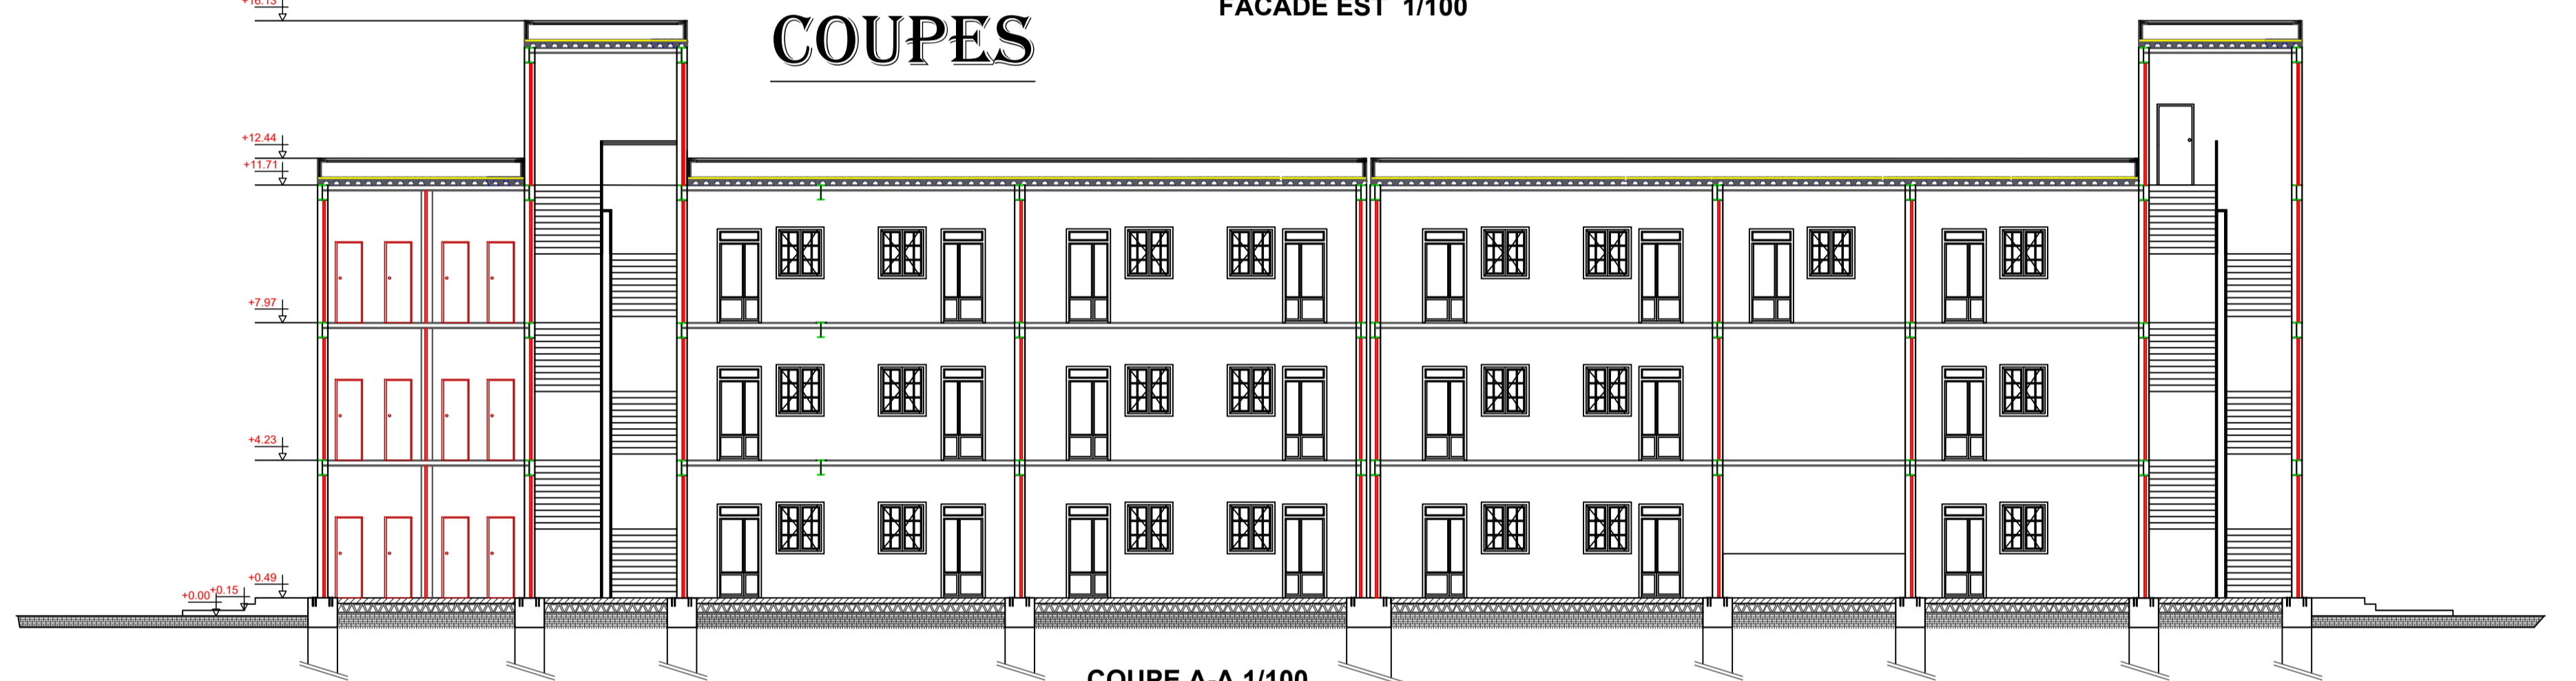 +16.13
FACADE EST 1/100
COUPES
+12.44
+11.71
+7.97
+4.23
+0.49
+0.15
+0.00
COUPE A-A 1/100